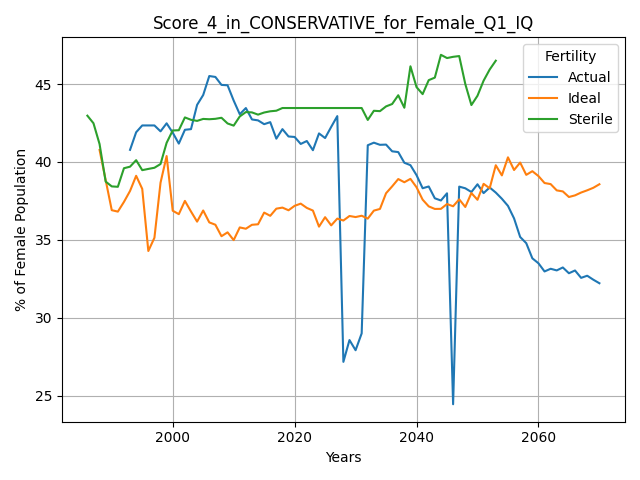 Score_4_in_CONSERVATIVE_for_Female_Q1_IQ
Fertility
Actual
Ideal
Sterile
% of Female Population
45
40
35
30
25
2000
2020
2040
2060
Years